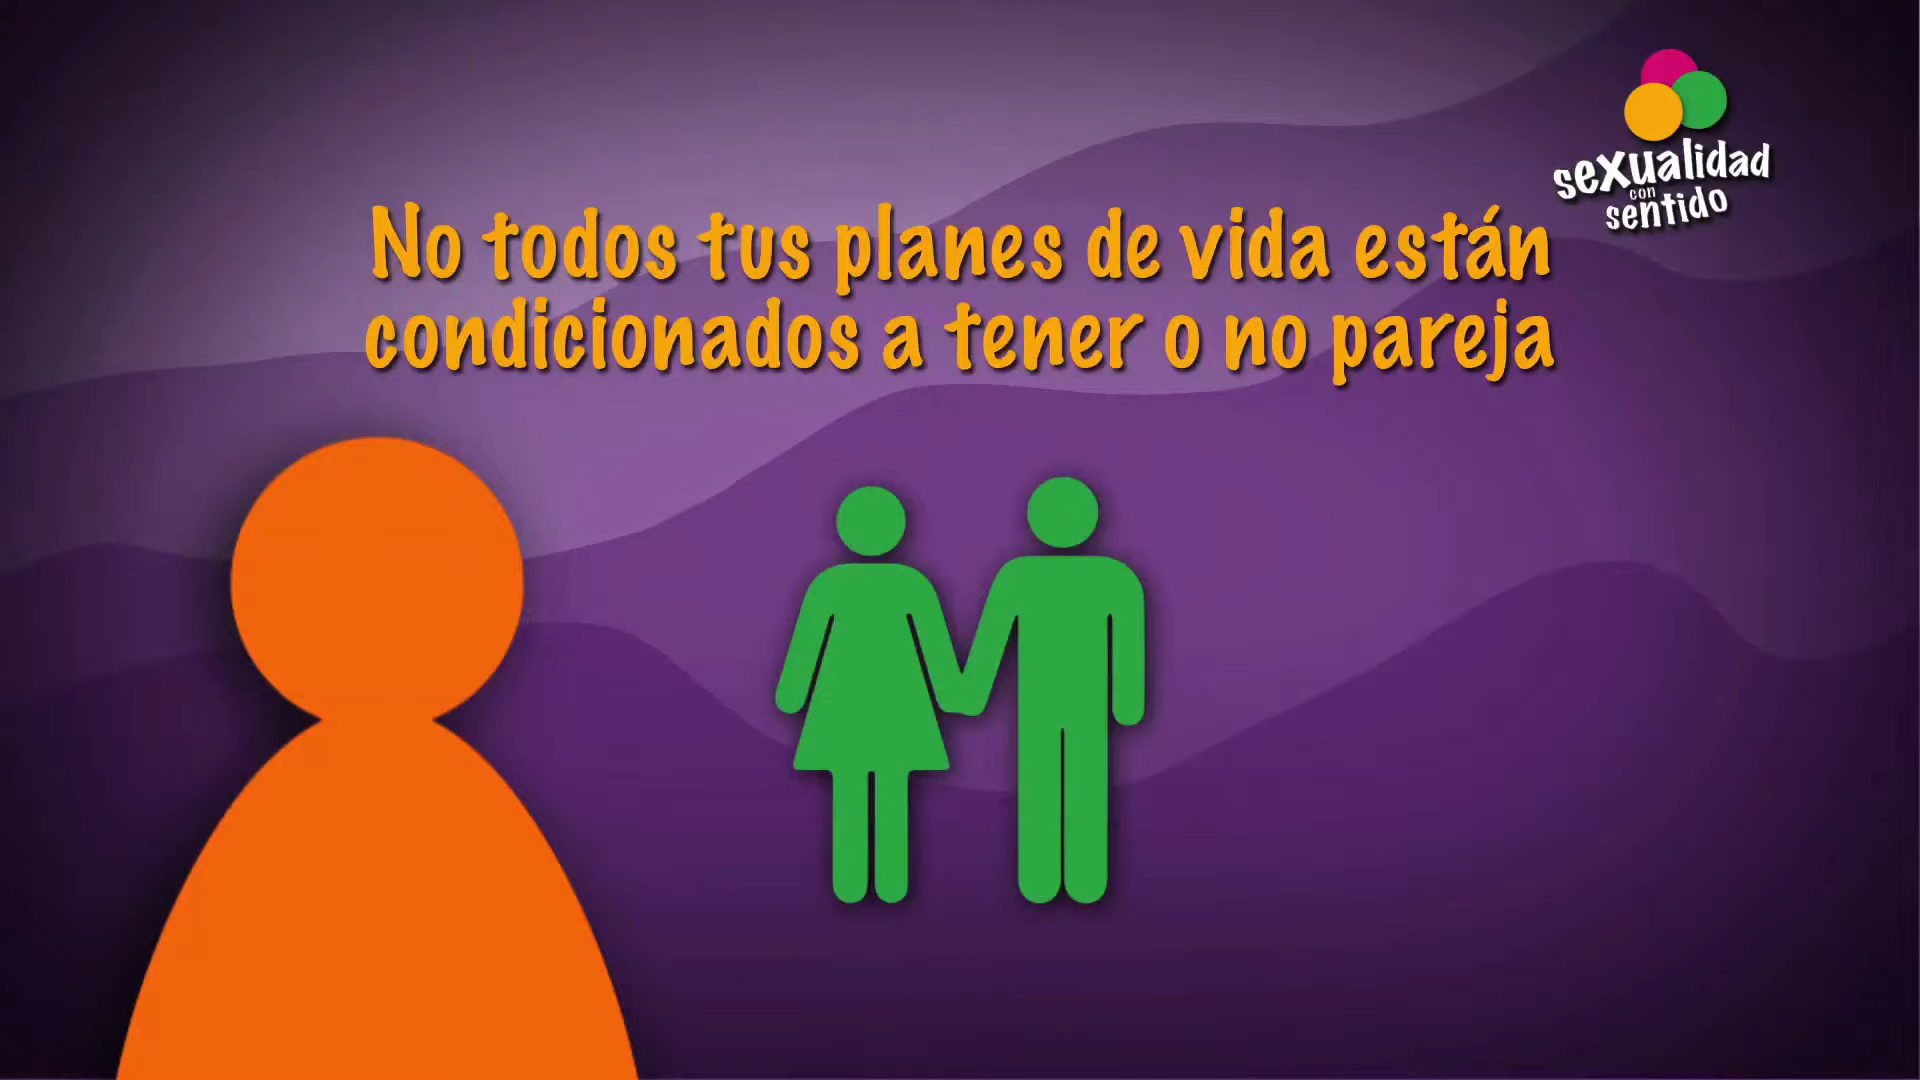 No todos tus planes de vida están
condicionados a tener o no pareja
sexualidad
con
sentido